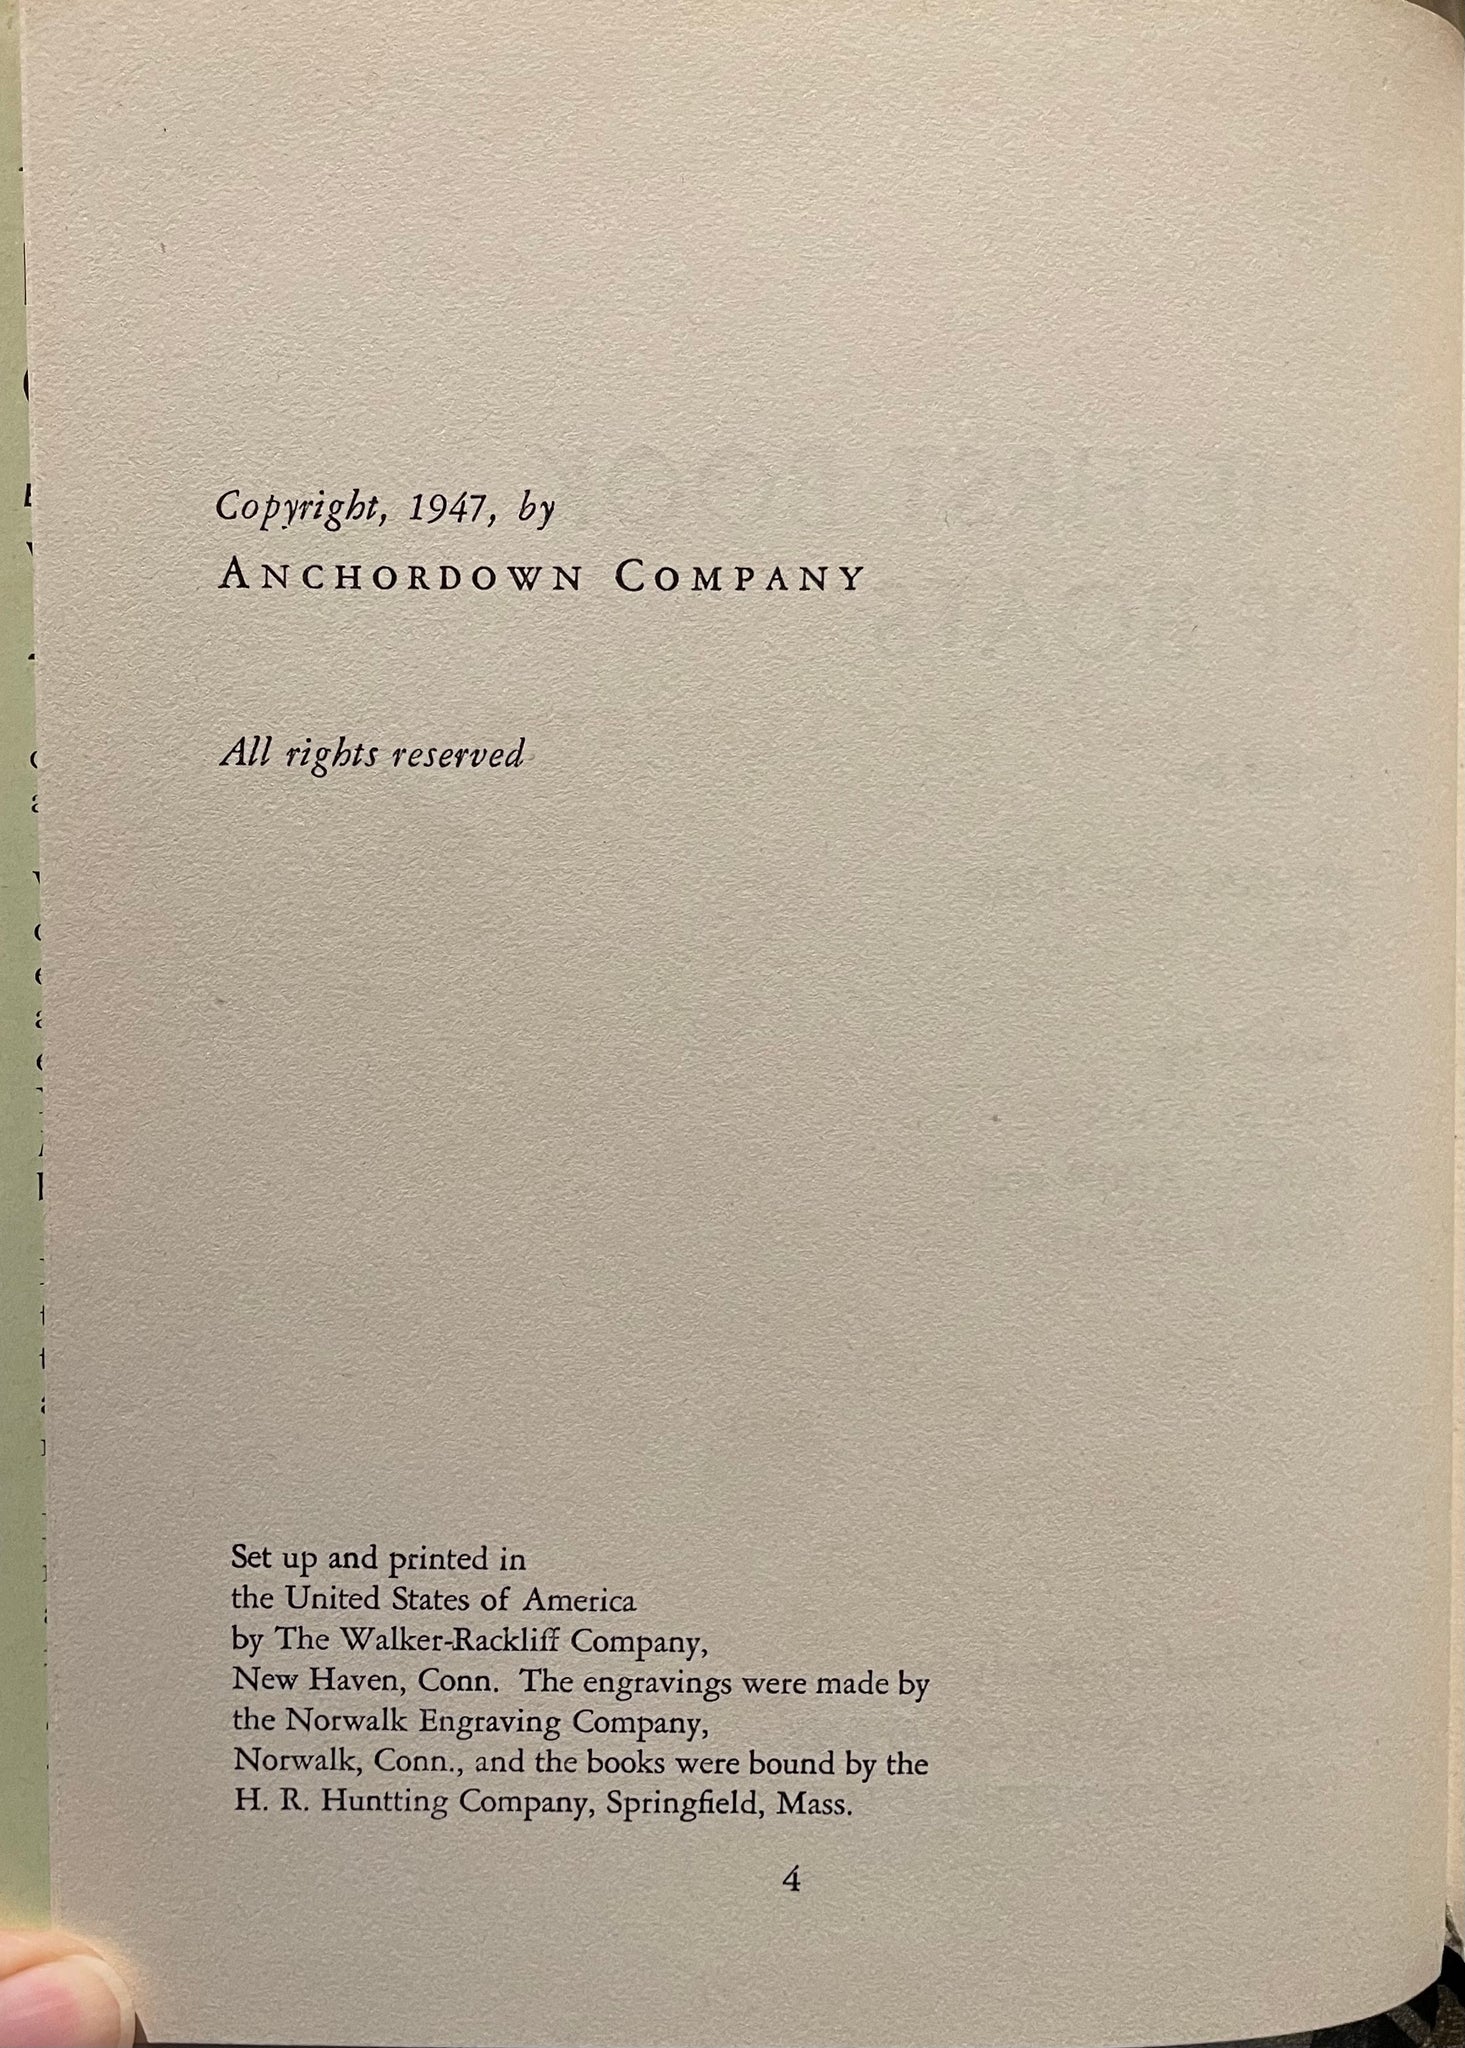 Copyright, 1947, by
ANCHORDOWN COMPANY
All rights reserved
Set up and printed in
the United States of America
by The Walker-Rackliff Company,
New Haven, Conn. The engravings were made by
the Norwalk Engraving Company,
Norwalk, Conn., and the books were bound by the
H. R. Huntting Company, Springfield, Mass.
4